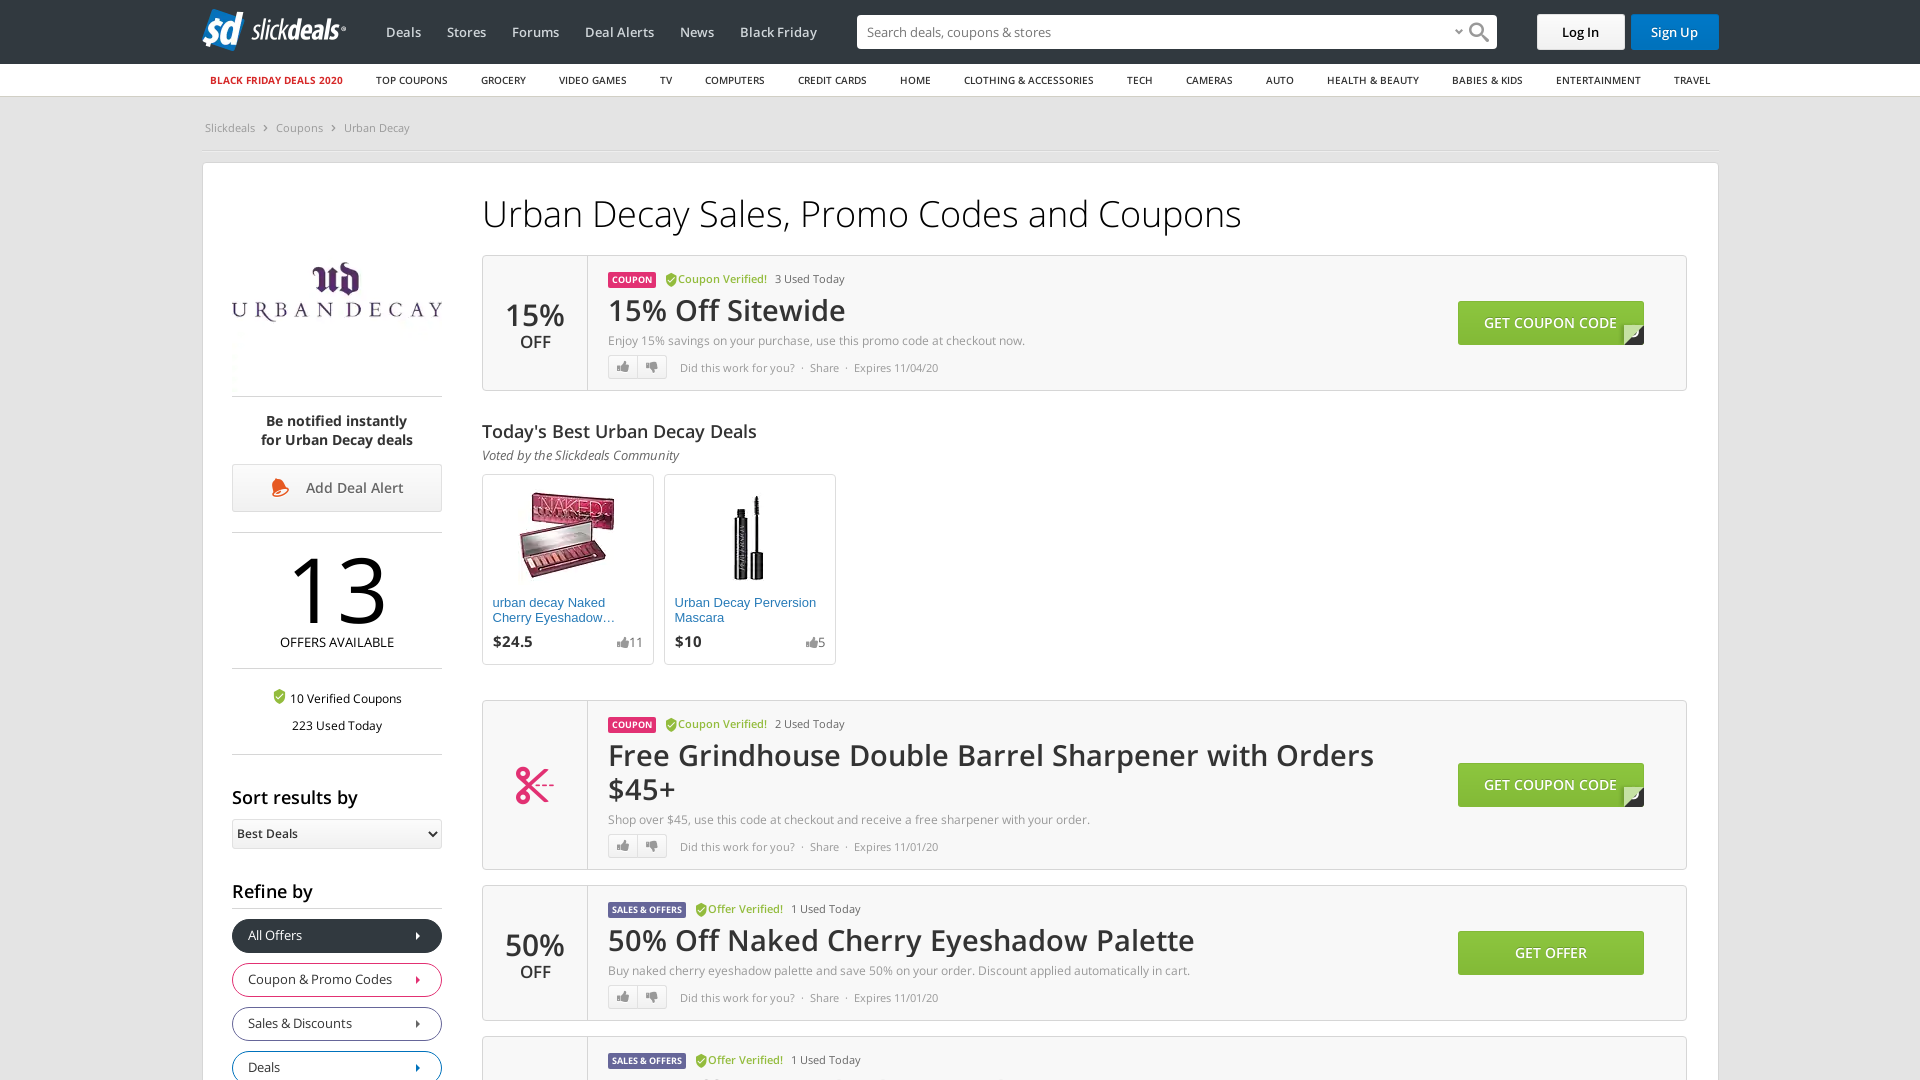 slickdeals
Deals
Stores
Forums
Deal Alerts
News
Black Friday
Search deals, coupons & stores
Log In
Sign Up
BLACK FRIDAY DEALS 2020
TOP COUPONS
GROCERY
VIDEO GAMES
TV
COMPUTERS
CREDIT CARDS
HOME
CLOTHING & ACCESSORIES
TECH
CAMERAS
AUTO
HEALTH & BEAUTY
BABIES & KIDS
ENTERTAINMENT
TRAVEL
Slickdeals > Coupons > Urban Decay
ud
URBAN DECAY
Be notified instantly
for Urban Decay deals
Add Deal Alert
13
OFFERS AVAILABLE
10 Verified Coupons
223 Used Today
Sort results by
Best Deals
Refine by
All Offers
Coupon & Promo Codes
Sales & Discounts
Deals
Urban Decay Sales, Promo Codes and Coupons
15%
OFF
COUPON Coupon Verified! 3 Used Today
15% Off Sitewide
Enjoy 15% savings on your purchase, use this promo code at checkout now.
Did this work for you? · Share · Expires 11/04/20
GET COUPON CODE
Today's Best Urban Decay Deals
Voted by the Slickdeals Community
NAKED
urban decay Naked
Cherry Eyeshadow…
$24.5
11
Urban Decay Perversion
Mascara
$10
5
COUPON Coupon Verified! 2 Used Today
Free Grindhouse Double Barrel Sharpener with Orders
$45+
Shop over $45, use this code at checkout and receive a free sharpener with your order.
Did this work for you? · Share · Expires 11/01/20
GET COUPON CODE
50%
OFF
SALES & OFFERS Offer Verified! 1 Used Today
50% Off Naked Cherry Eyeshadow Palette
Buy naked cherry eyeshadow palette and save 50% on your order. Discount applied automatically in cart.
Did this work for you? · Share · Expires 11/01/20
GET OFFER
SALES & OFFERS Offer Verified! 1 Used Today